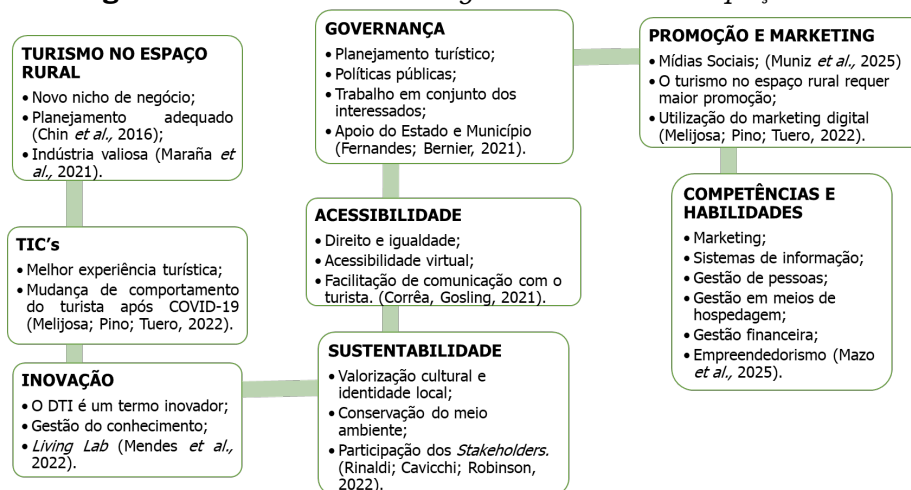 TURISMO NO ESPAÇO
RURAL
• Novo nicho de negócio;
• Planejamento adequado
(Chin et al., 2016);
• Indústria valiosa (Maraña et
al., 2021).
TIC’s
• Melhor experiência turística;
• Mudança de comportamento
do turista após COVID-19
(Melijosa; Pino; Tuero, 2022).
INOVAÇÃO
• O DTI é um termo inovador;
• Gestão do conhecimento;
• Living Lab (Mendes et al.,
2022).
SUSTENTABILIDADE
• Valorização cultural e
identidade local;
• Conservação do meio
ambiente;
• Participação dos Stakeholders.
(Rinaldi; Cavicchi; Robinson,
2022).
ACESSIBILIDADE
• Direito e igualdade;
• Acessibilidade virtual;
• Facilitação de comunicação com o
turista. (Corrêa, Gosling, 2021).
GOVERNANÇA
• Planejamento turístico;
• Políticas públicas;
• Trabalho em conjunto dos
interessados;
• Apoio do Estado e Município
(Fernandes; Bernier, 2021).
PROMOÇÃO E MARKETING
• Mídias Sociais; (Muniz et al., 2025)
• O turismo no espaço rural requer
maior promoção;
• Utilização do marketing digital
(Melijosa; Pino; Tuero, 2022).
COMPETÊNCIAS E
HABILIDADES
• Marketing;
• Sistemas de informação;
• Gestão de pessoas;
• Gestão em meios de
hospedagem;
• Gestão financeira;
• Empreendedorismo (Mazo
et al., 2025).